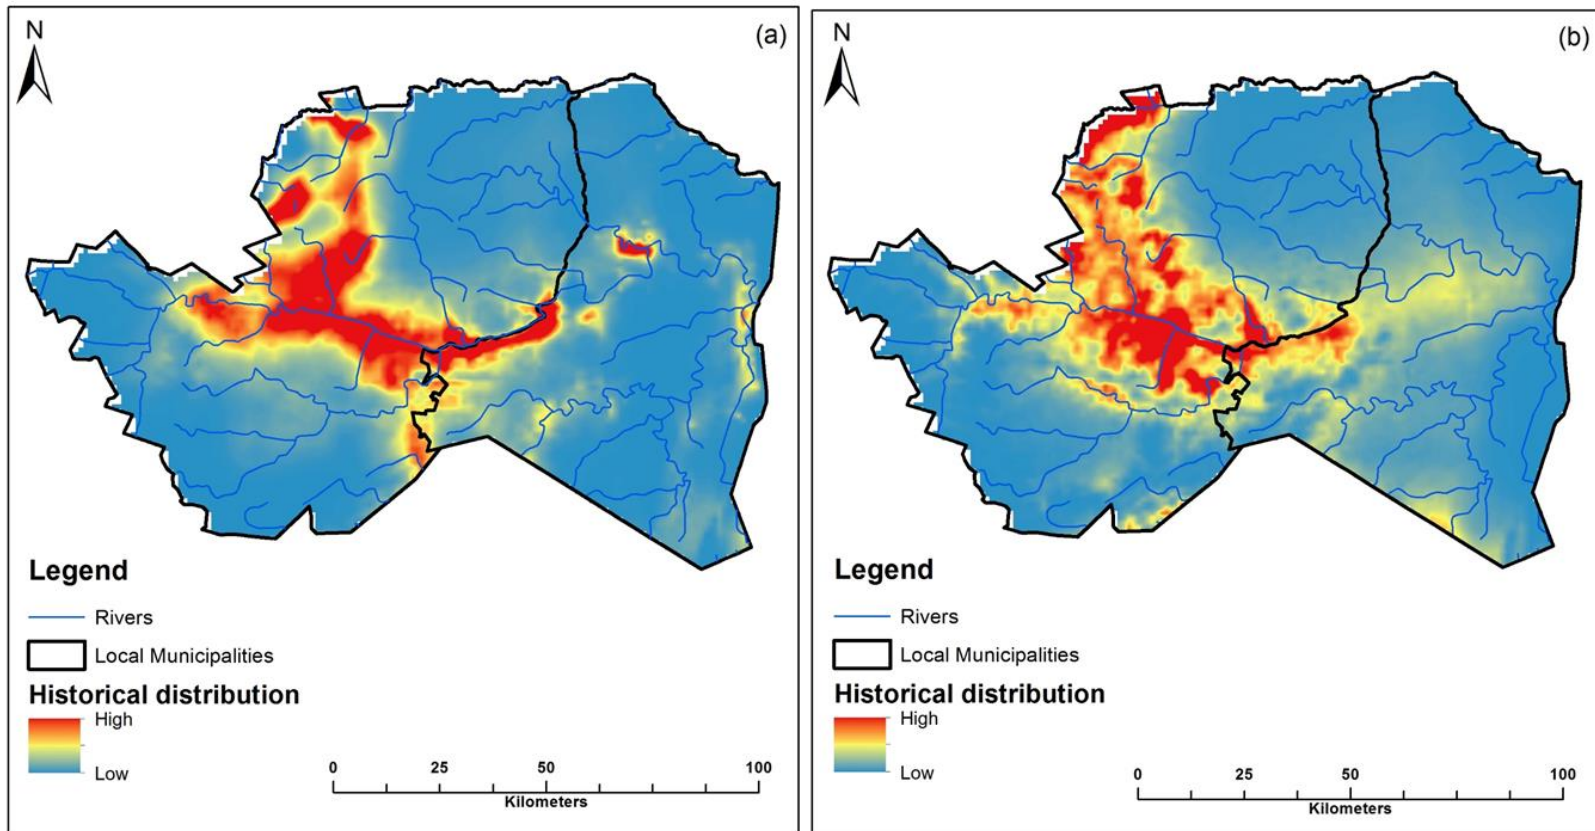 N
(a)
Legend
Rivers
Local Municipalities
Historical distribution
High
Low
0 25 50 100
Kilometers
N
(b)
Legend
Rivers
Local Municipalities
Historical distribution
High
Low
0 25 50 100
Kilometers